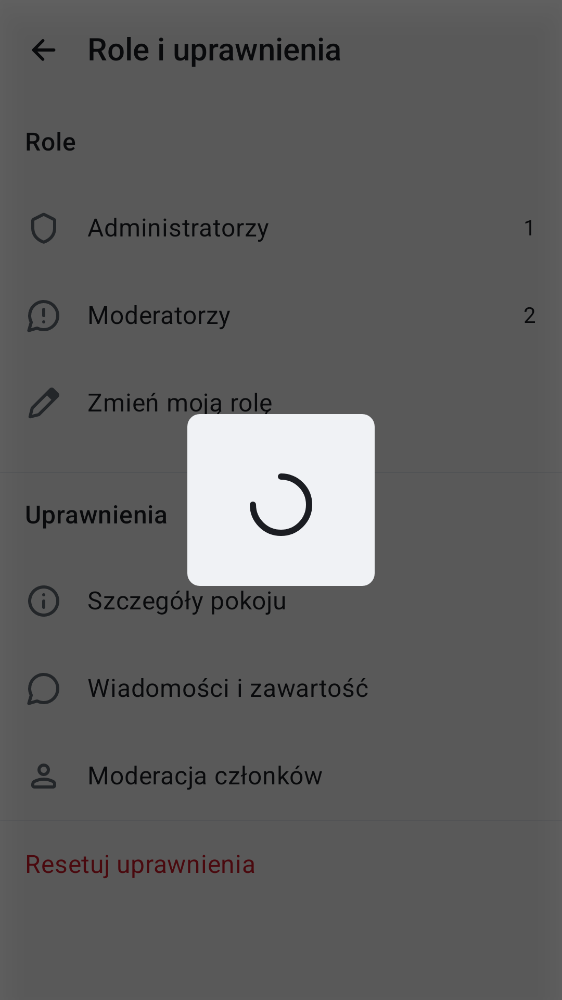 Role i uprawnienia
Role
Administratorzy 1
Moderatorzy 2
Zmień moją rolę
Uprawnienia
Szczegóły pokoju
Wiadomości i zawartość
Moderacja członków
Resetuj uprawnienia